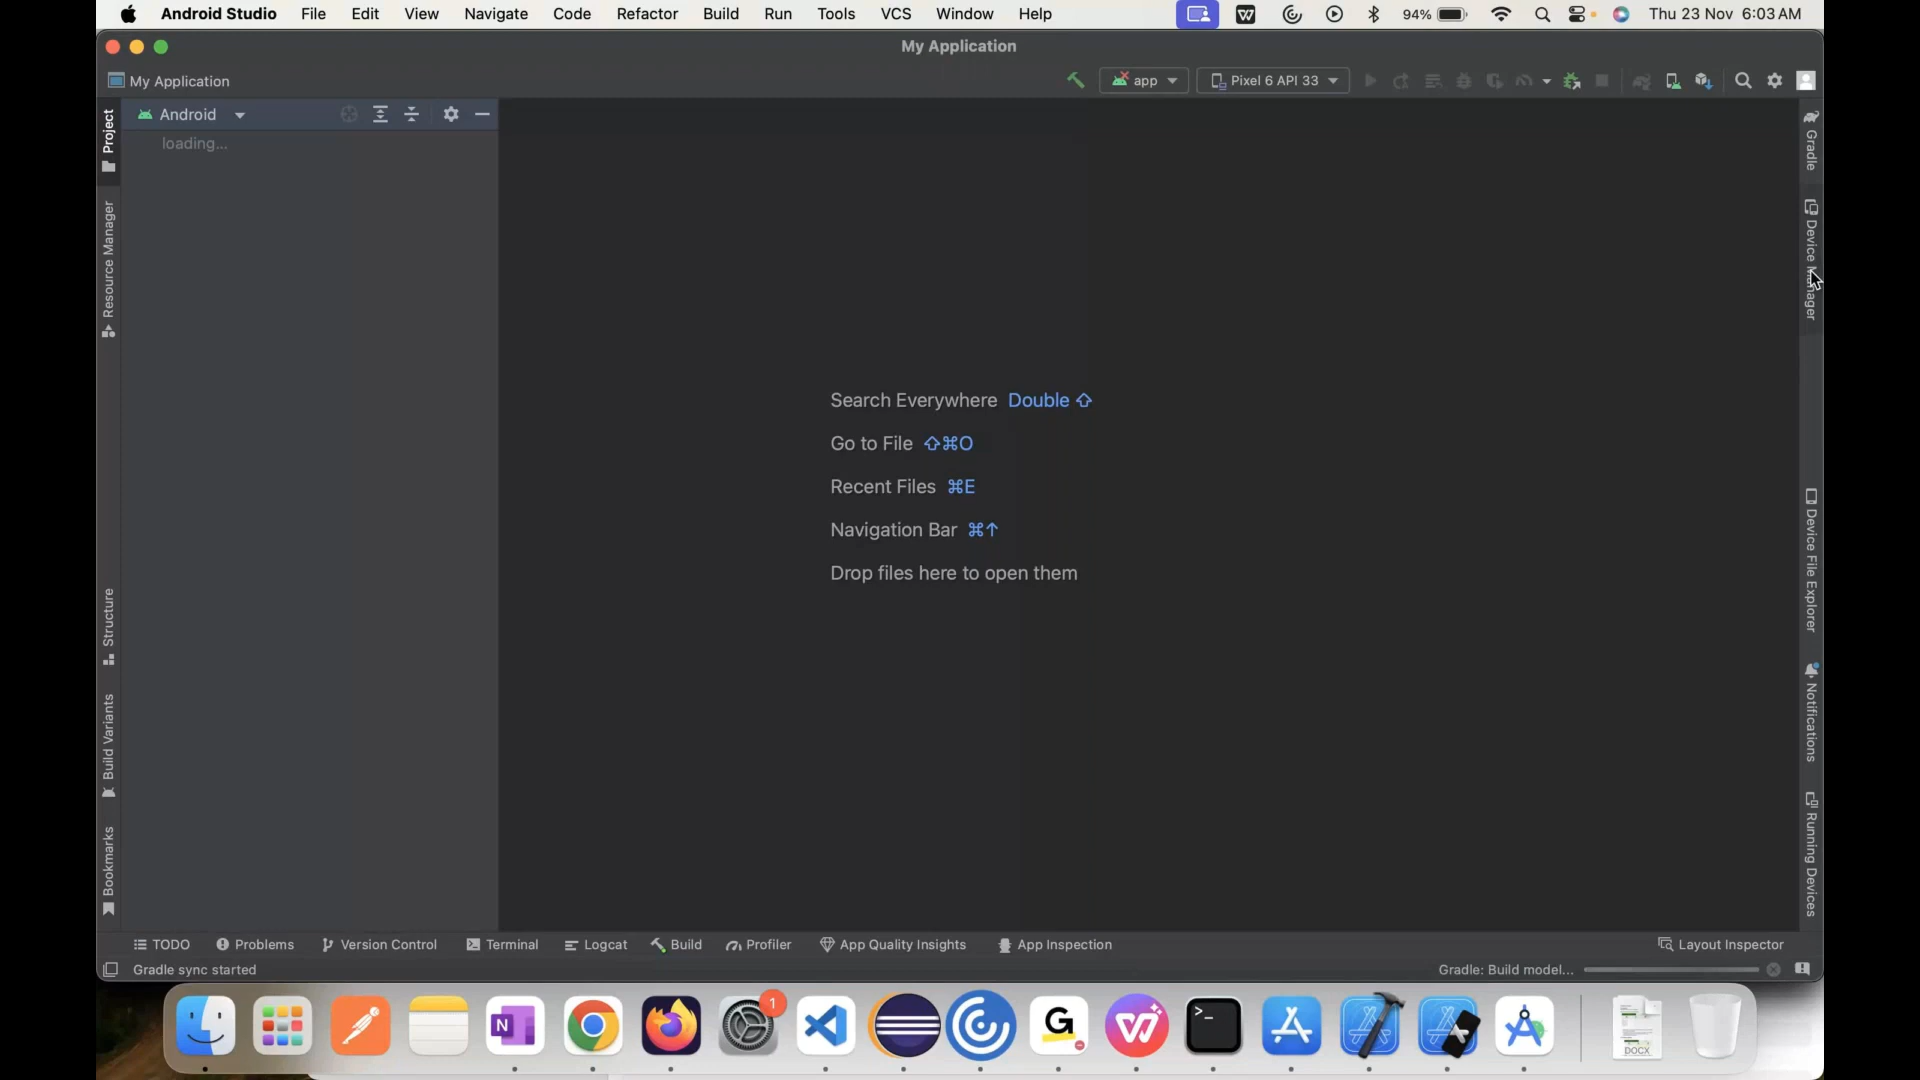 Android Studio File Edit View Navigate Code Refactor Build Run Tools VCS Window Help 94% Thu 23 Nov 6:03 AM
My Application
My Application app Pixel 6 API 33
Android
loading...
Project
Resource Manager
Structure
Build Variants
Bookmarks
Search Everywhere Double ⇧
Go to File ⇧⌘O
Recent Files ⌘E
Navigation Bar ⌘↑
Drop files here to open them
Gradle
Device Manager
Device File Explorer
Notifications
Running Devices
TODO Problems Version Control Terminal Logcat Build Profiler App Quality Insights App Inspection Layout Inspector
Gradle sync started Gradle: Build model...
1
N
G
W
>_
DOCX